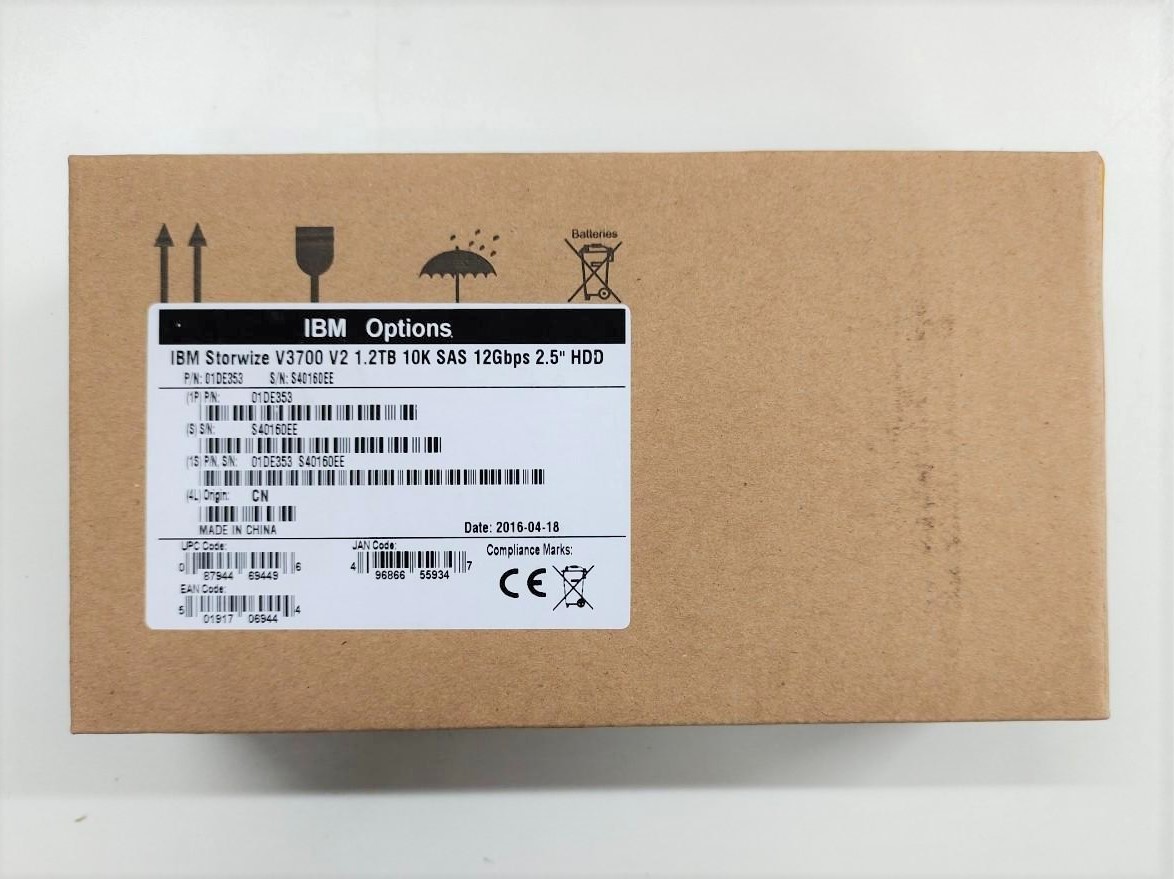 Batteries
IBM Options
IBM Storwize V3700 V2 1.2TB 10K SAS 12Gbps 2.5" HDD
P/N: 01DE353 S/N: S40160EE
(1P) P/N: 01DE353
(S) S/N: S40160EE
(1S) P/N, S/N: 01DE353 S40160EE
(4L) Origin: CN
MADE IN CHINA Date: 2016-04-18
UPC Code: JAN Code: Compliance Marks:
0 87944 69449 6 4 96866 55934 7
CE
EAN Code:
5 01917 06944 4